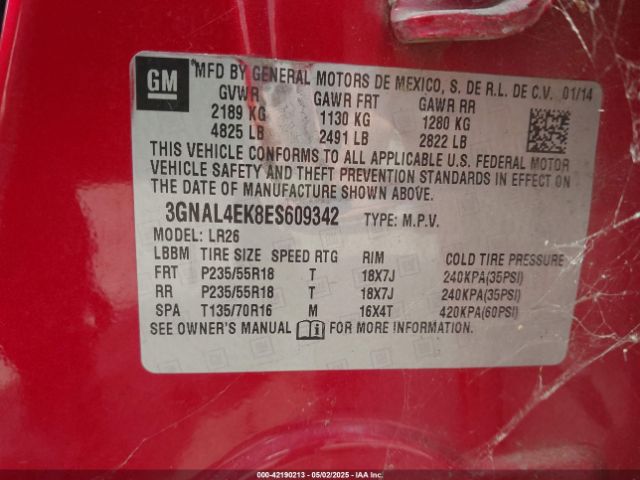 GM
MFD BY GENERAL MOTORS DE MEXICO, S. DE R.L. DE C.V. 01/14
GVWR GAWR FRT GAWR RR
2189 KG 1130 KG 1280 KG
4825 LB 2491 LB 2822 LB
THIS VEHICLE CONFORMS TO ALL APPLICABLE U.S. FEDERAL MOTOR
VEHICLE SAFETY AND THEFT PREVENTION STANDARDS IN EFFECT ON
THE DATE OF MANUFACTURE SHOWN ABOVE.
3GNAL4EK8ES609342 TYPE: M.P.V.
MODEL: LR26
LBBM TIRE SIZE SPEED RTG RIM COLD TIRE PRESSURE
FRT P235/55R18 T 18X7J 240KPA(35PSI)
RR P235/55R18 T 18X7J 240KPA(35PSI)
SPA T135/70R16 M 16X4T 420KPA(60PSI)
SEE OWNER'S MANUAL FOR MORE INFORMATION.
000-42190213 - 05/02/2025 - IAAI.COM